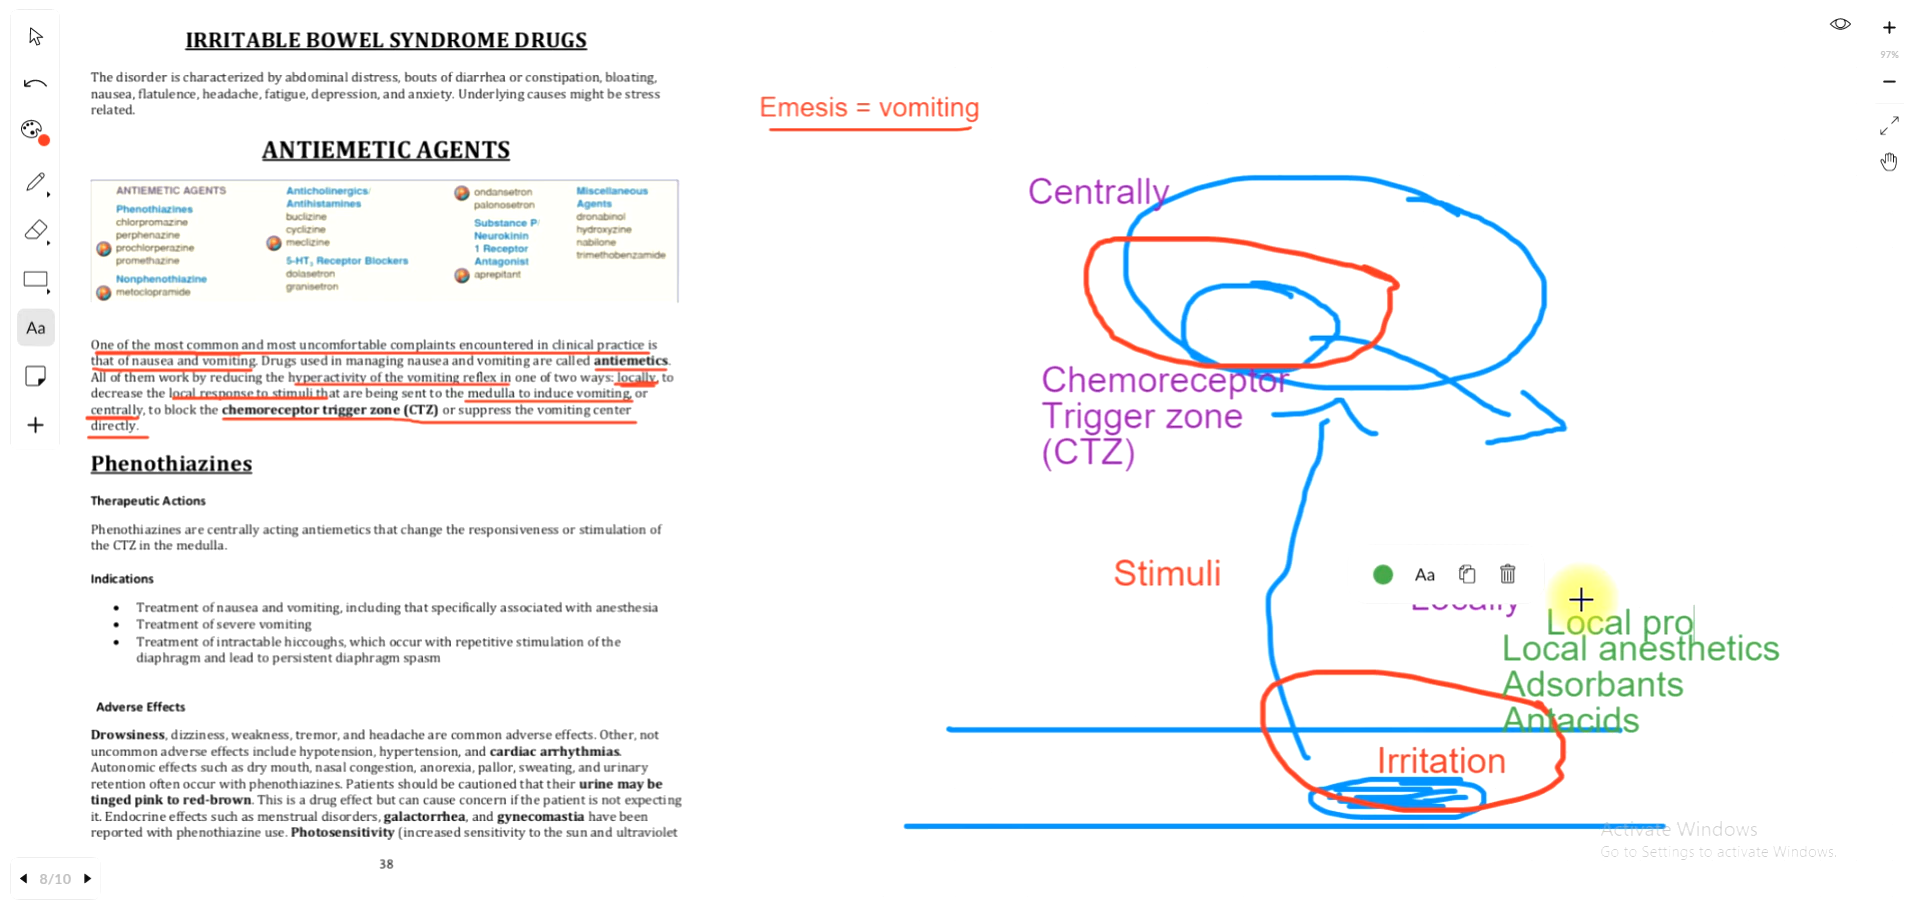 IRRITABLE BOWEL SYNDROME DRUGS
The disorder is characterized by abdominal distress, bouts of diarrhea or constipation, bloating,
nausea, flatulence, headache, fatigue, depression, and anxiety. Underlying causes might be stress
related.
ANTIEMETIC AGENTS
ANTIEMETIC AGENTS
Phenothiazines
chlorpromazine
perphenazine
prochlorperazine
promethazine
Nonphenothiazine
metoclopramide
Anticholinergics/
Antihistamines
buclizine
cyclizine
meclizine
5-HT₃ Receptor Blockers
dolasetron
granisetron
ondansetron
palonosetron
Substance P/
Neurokinin
1 Receptor
Antagonist
aprepitant
Miscellaneous
Agents
dronabinol
hydroxyzine
nabilone
trimethobenzamide
One of the most common and most uncomfortable complaints encountered in clinical practice is
that of nausea and vomiting. Drugs used in managing nausea and vomiting are called antiemetics.
All of them work by reducing the hyperactivity of the vomiting reflex in one of two ways: locally, to
decrease the local response to stimuli that are being sent to the medulla to induce vomiting, or
centrally, to block the chemoreceptor trigger zone (CTZ) or suppress the vomiting center
directly.
Phenothiazines
Therapeutic Actions
Phenothiazines are centrally acting antiemetics that change the responsiveness or stimulation of
the CTZ in the medulla.
Indications
• Treatment of nausea and vomiting, including that specifically associated with anesthesia
• Treatment of severe vomiting
• Treatment of intractable hiccoughs, which occur with repetitive stimulation of the
diaphragm and lead to persistent diaphragm spasm
Adverse Effects
Drowsiness, dizziness, weakness, tremor, and headache are common adverse effects. Other, not
uncommon adverse effects include hypotension, hypertension, and cardiac arrhythmias.
Autonomic effects such as dry mouth, nasal congestion, anorexia, pallor, sweating, and urinary
retention often occur with phenothiazines. Patients should be cautioned that their urine may be
tinged pink to red-brown. This is a drug effect but can cause concern if the patient is not expecting
it. Endocrine effects such as menstrual disorders, galactorrhea, and gynecomastia have been
reported with phenothiazine use. Photosensitivity (increased sensitivity to the sun and ultraviolet
38
Emesis = vomiting
Centrally
Chemoreceptor
Trigger zone
(CTZ)
Stimuli
Aa
Locally
Local pro
Local anesthetics
Adsorbants
Antacids
Irritation
Activate Windows
Go to Settings to activate Windows.
Aa
8/10
97%